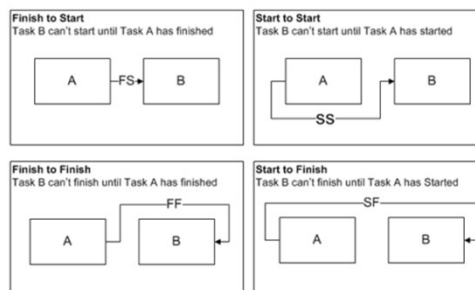 Finish to Start
Task B can't start until Task A has finished
A
FS
B
Start to Start
Task B can't start until Task A has started
A
B
SS
Finish to Finish
Task B can't finish until Task A has finished
FF
A
B
Start to Finish
Task B can't finish until Task A has Started
SF
A
B